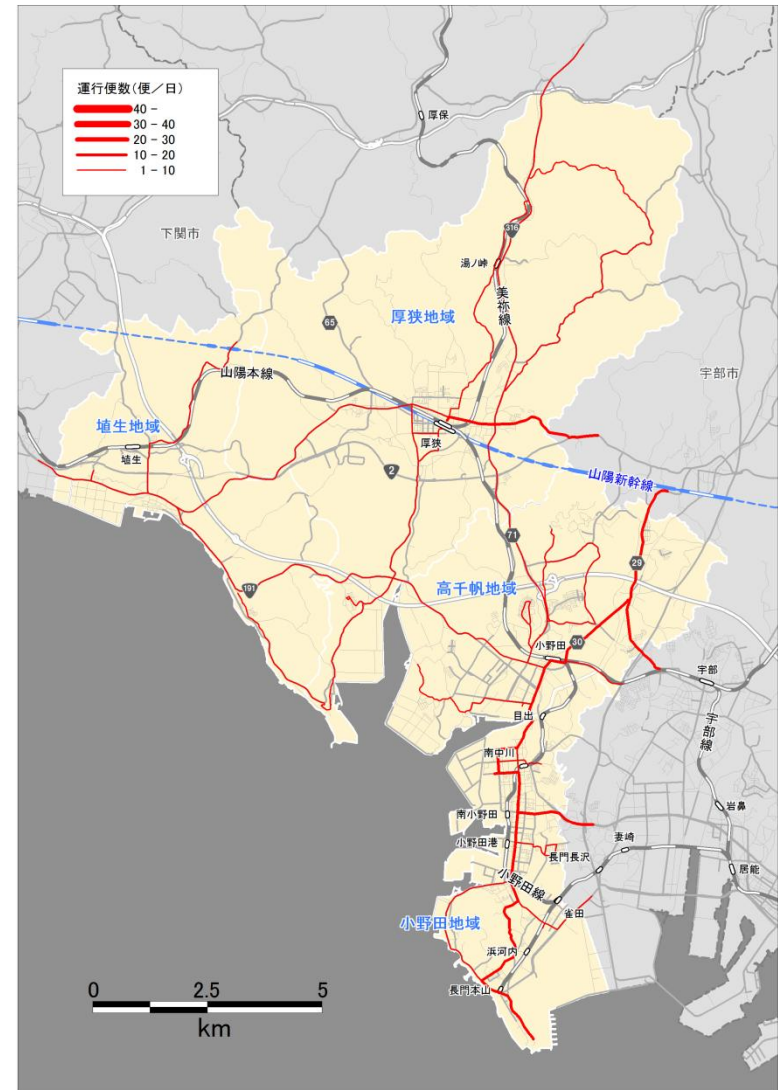 運行便数(便／日)
40 -
30 - 40
20 - 30
10 - 20
1 - 10
厚保
下関市
316
湯ノ峠
美祢線
65
厚狭地域
山陽本線
宇部市
埴生地域
埴生
厚狭
2
山陽新幹線
71
29
191
高千帆地域
30
小野田
宇部
目出
宇部線
南中川
岩鼻
南小野田
小野田港
妻崎
長門長沢
居能
小野田線
雀田
小野田地域
浜河内
長門本山
0 2.5 5
km